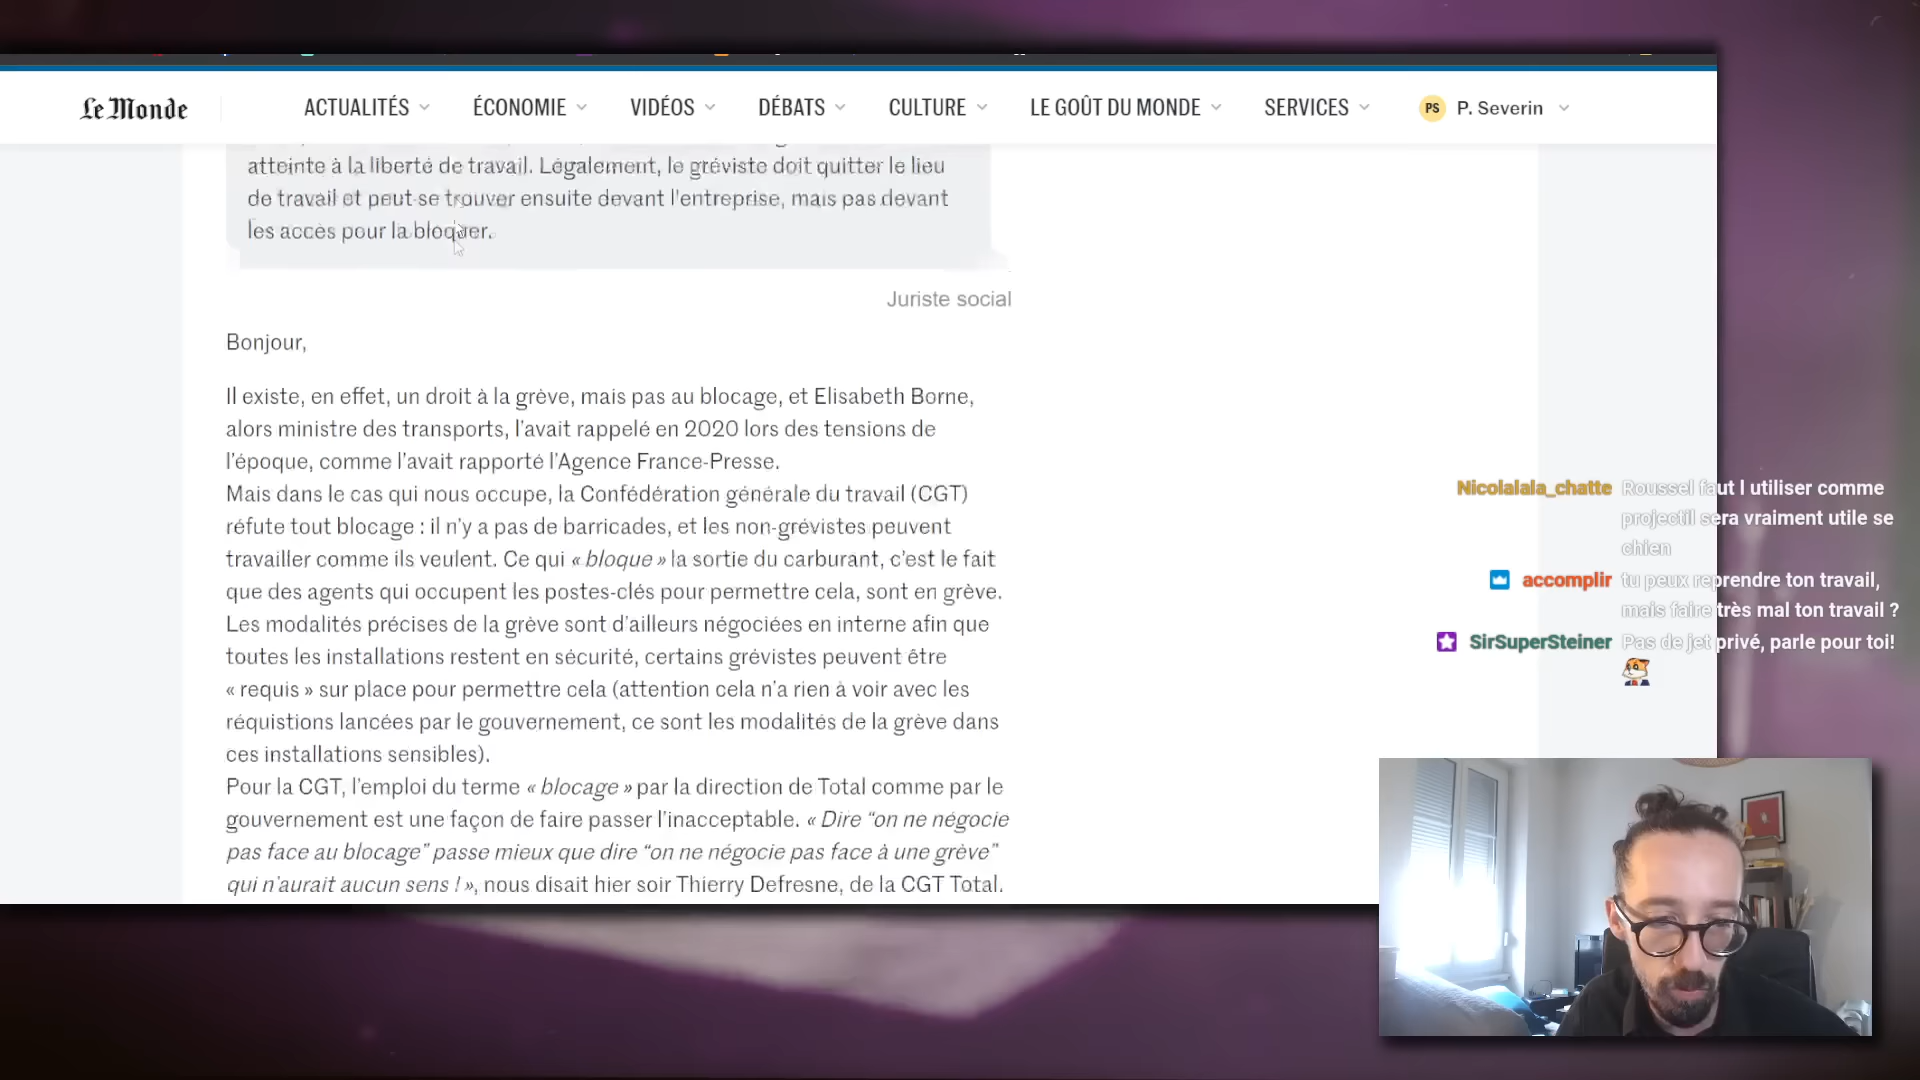 Le Monde
ACTUALITÉS
ÉCONOMIE
VIDÉOS
DÉBATS
CULTURE
LE GOÛT DU MONDE
SERVICES
PS
P. Severin
atteinte à la liberté de travail. Légalement, le gréviste doit quitter le lieu
de travail et peut se trouver ensuite devant l'entreprise, mais pas devant
les accès pour la bloquer.
Juriste social
Bonjour,
Il existe, en effet, un droit à la grève, mais pas au blocage, et Elisabeth Borne,
alors ministre des transports, l'avait rappelé en 2020 lors des tensions de
l'époque, comme l'avait rapporté l'Agence France-Presse.
Mais dans le cas qui nous occupe, la Confédération générale du travail (CGT)
réfute tout blocage : il n'y a pas de barricades, et les non-grévistes peuvent
travailler comme ils veulent. Ce qui « bloque » la sortie du carburant, c'est le fait
que des agents qui occupent les postes-clés pour permettre cela, sont en grève.
Les modalités précises de la grève sont d'ailleurs négociées en interne afin que
toutes les installations restent en sécurité, certains grévistes peuvent être
« requis » sur place pour permettre cela (attention cela n'a rien à voir avec les
réquistions lancées par le gouvernement, ce sont les modalités de la grève dans
ces installations sensibles).
Pour la CGT, l'emploi du terme « blocage » par la direction de Total comme par le
gouvernement est une façon de faire passer l'inacceptable. « Dire “on ne négocie
pas face au blocage” passe mieux que dire “on ne négocie pas face à une grève”
qui n'aurait aucun sens ! », nous disait hier soir Thierry Defresne, de la CGT Total.
Nicolalala_chatte Roussel faut l utiliser comme
projectil sera vraiment utile se
chien
accomplir tu peux reprendre ton travail,
mais faire très mal ton travail ?
SirSuperSteiner Pas de jet privé, parle pour toi!